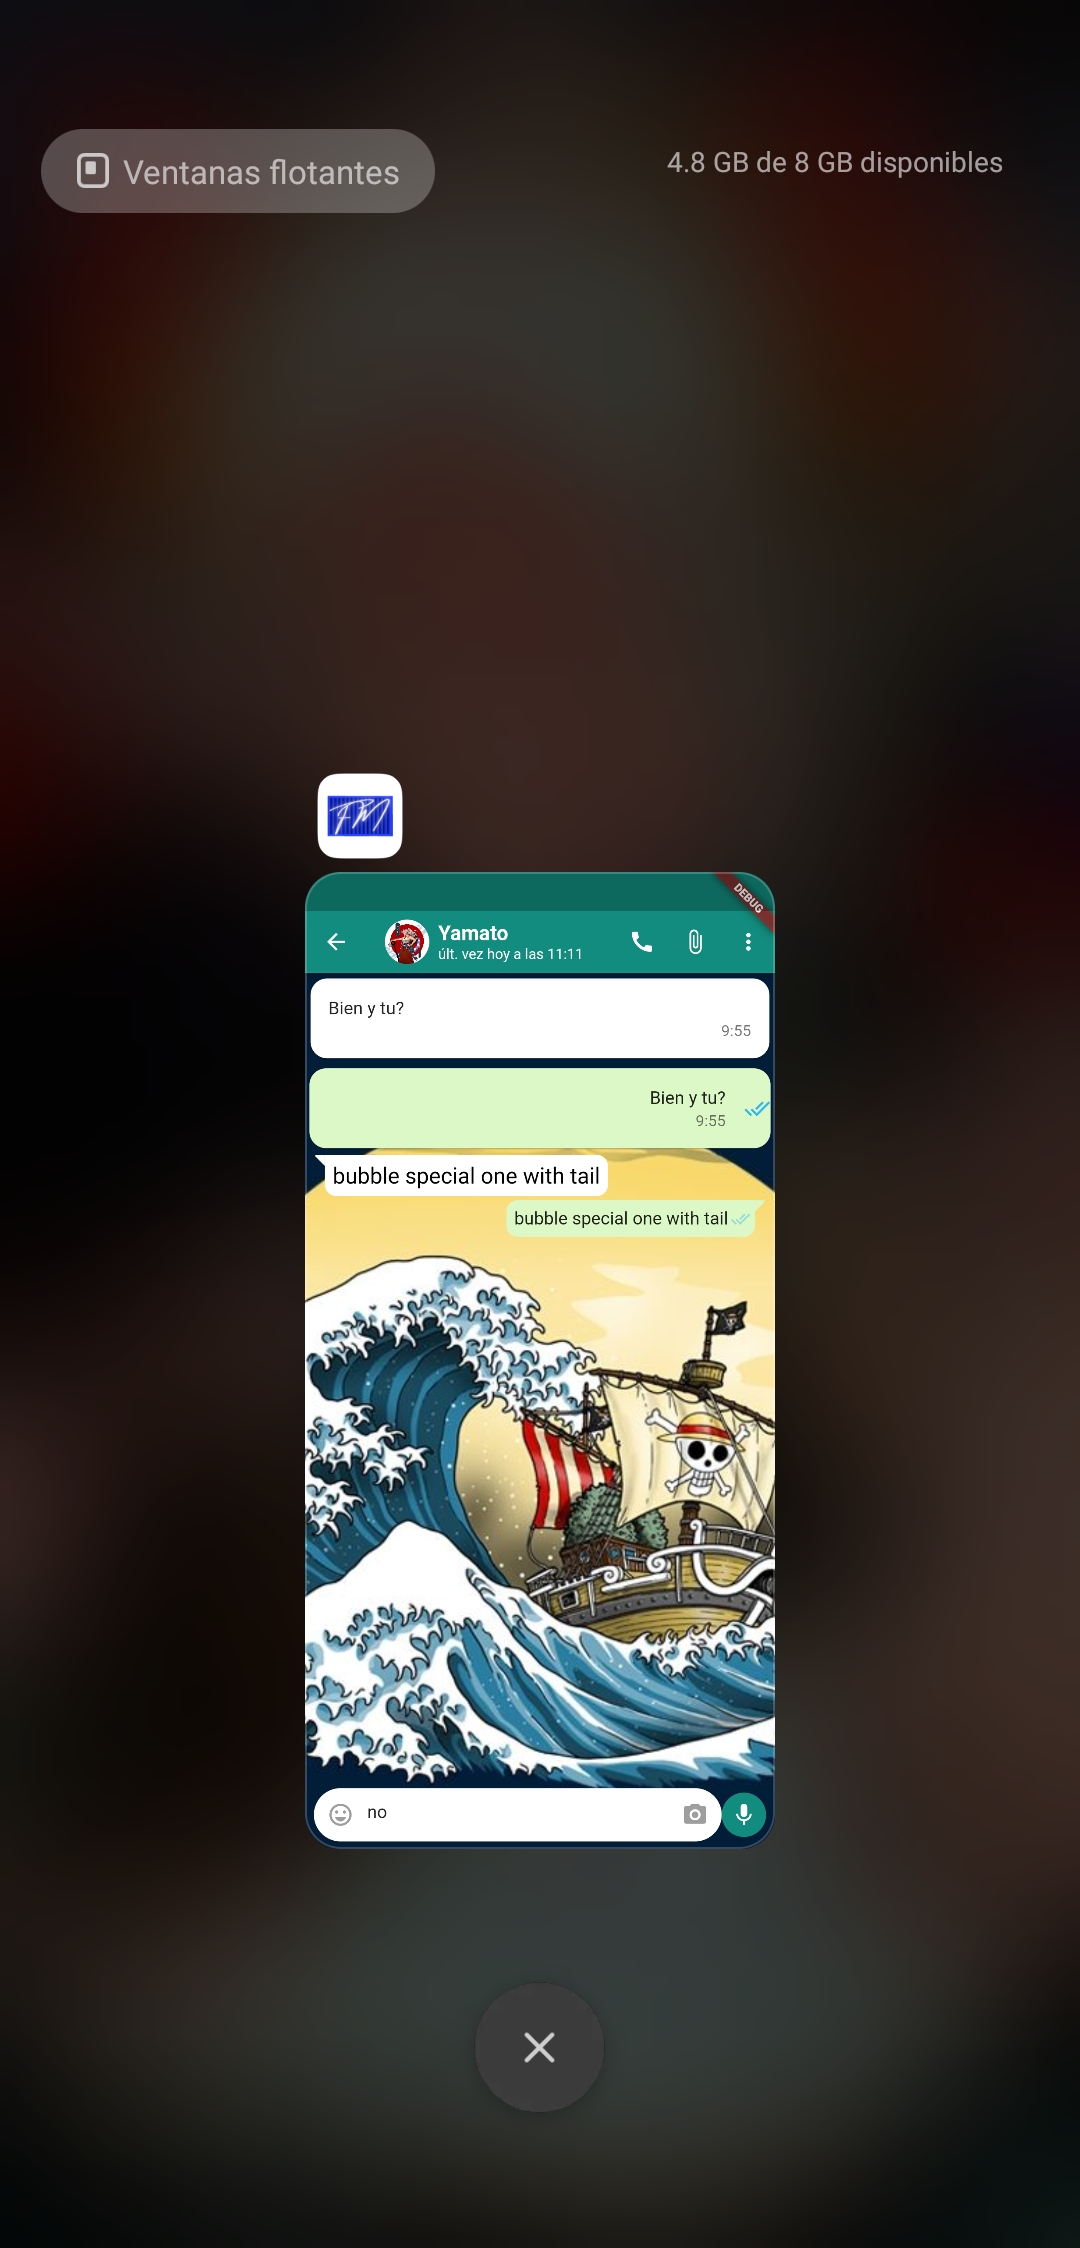 Ventanas flotantes
4.8 GB de 8 GB disponibles
FM
DEBUG
Yamato
últ. vez hoy a las 11:11
Bien y tu?
9:55
Bien y tu?
9:55
bubble special one with tail
bubble special one with tail
no